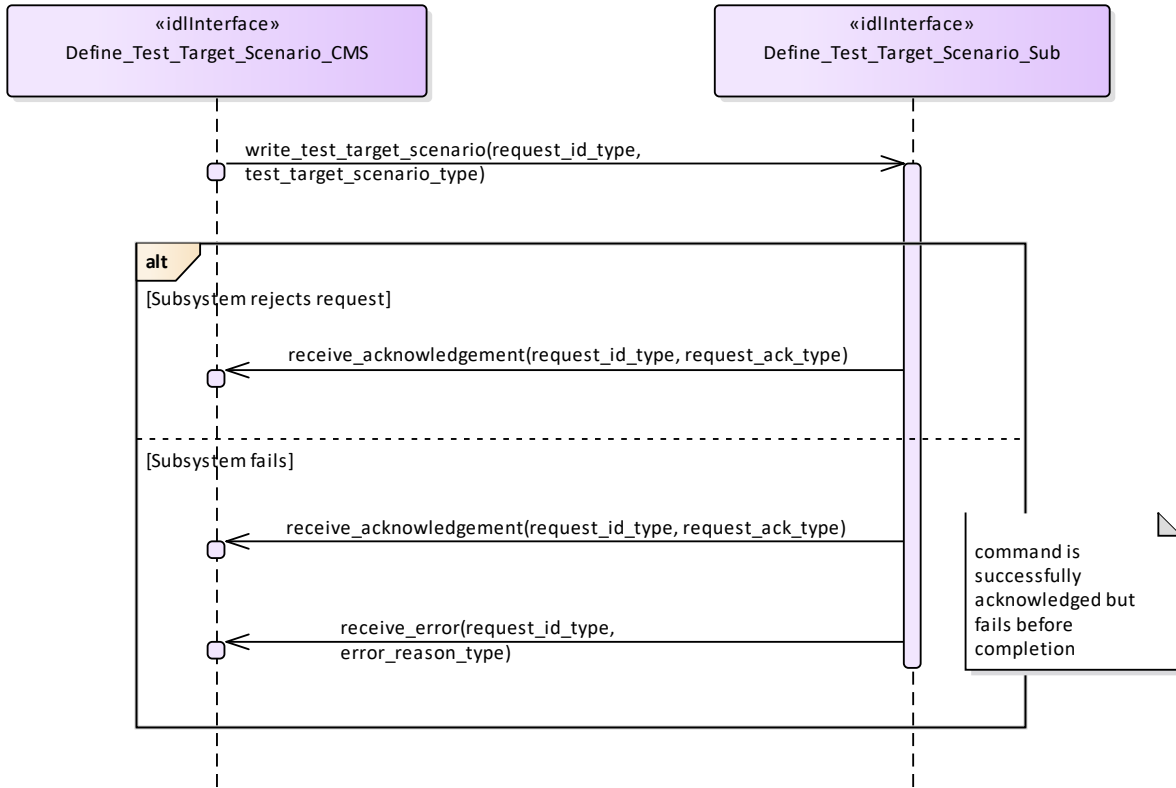 «idlInterface»
Define_Test_Target_Scenario_CMS
«idlInterface»
Define_Test_Target_Scenario_Sub
write_test_target_scenario(request_id_type,
test_target_scenario_type)
alt
[Subsystem rejects request]
receive_acknowledgement(request_id_type, request_ack_type)
[Subsystem fails]
receive_acknowledgement(request_id_type, request_ack_type)
command is
successfully
acknowledged but
fails before
completion
receive_error(request_id_type,
error_reason_type)